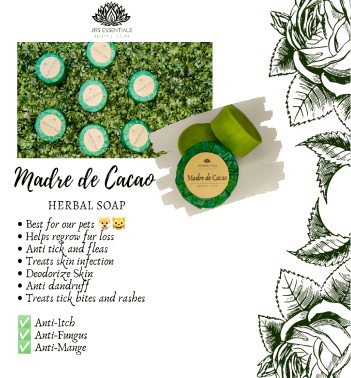 JRS ESSENTIALS
Madre de Cacao
HERBAL SOAP
Madre de Cacao
• Best for our pets 🐶😺
• Helps regrow fur loss
• Anti tick and fleas
• Treats skin infection
• Deodorize Skin
• Anti dandruff
• Treats tick bites and rashes
✅ Anti-Itch
✅ Anti-Fungus
✅ Anti-Mange